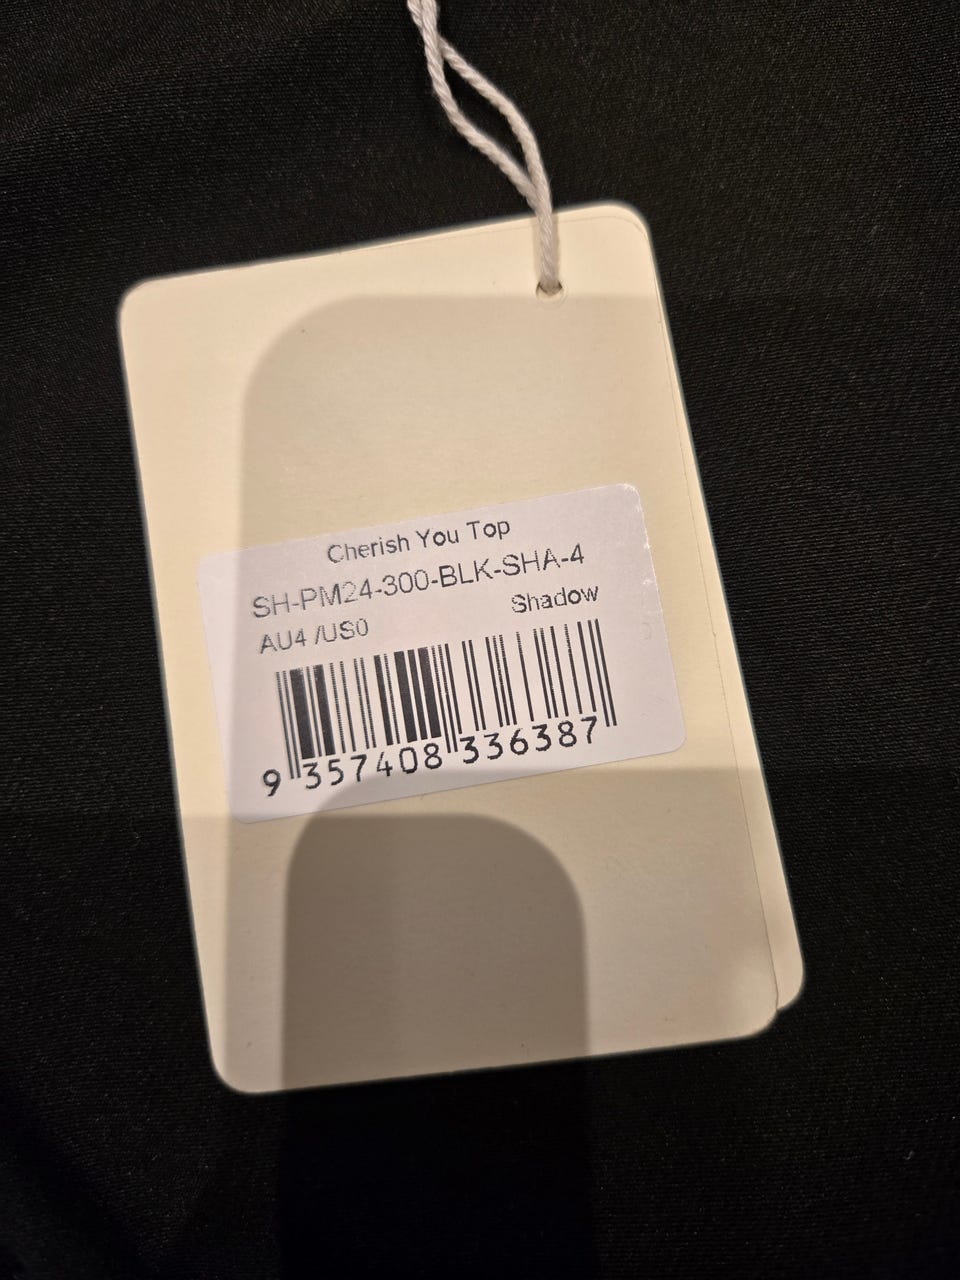 Cherish You Top
SH-PM24-300-BLK-SHA-4
AU4 /US0 Shadow
9 357408 336387